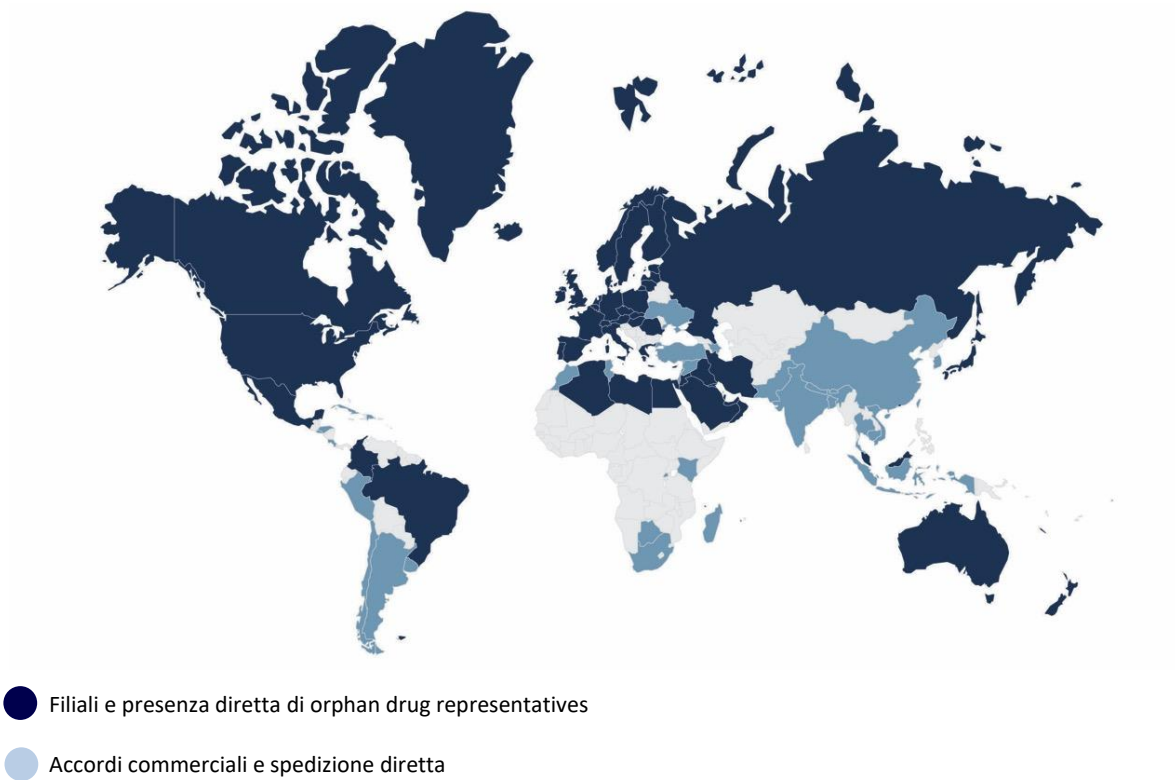 Filiali e presenza diretta di orphan drug representatives
Accordi commerciali e spedizione diretta